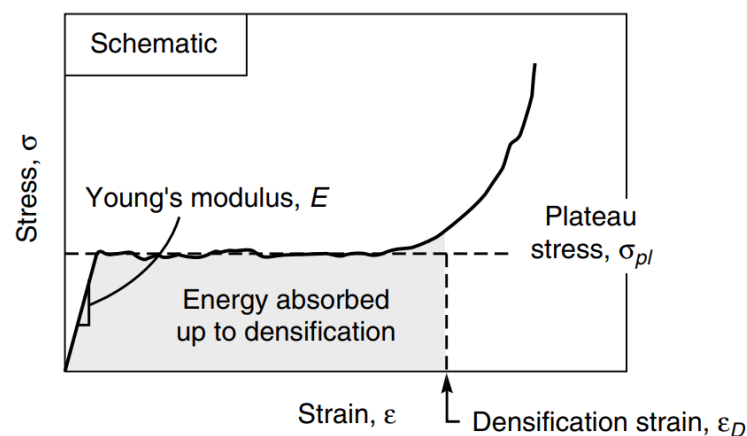 Schematic
Stress, σ
Young's modulus, E
Plateau
stress, σpl
Energy absorbed
up to densification
Strain, ε
Densification strain, εD